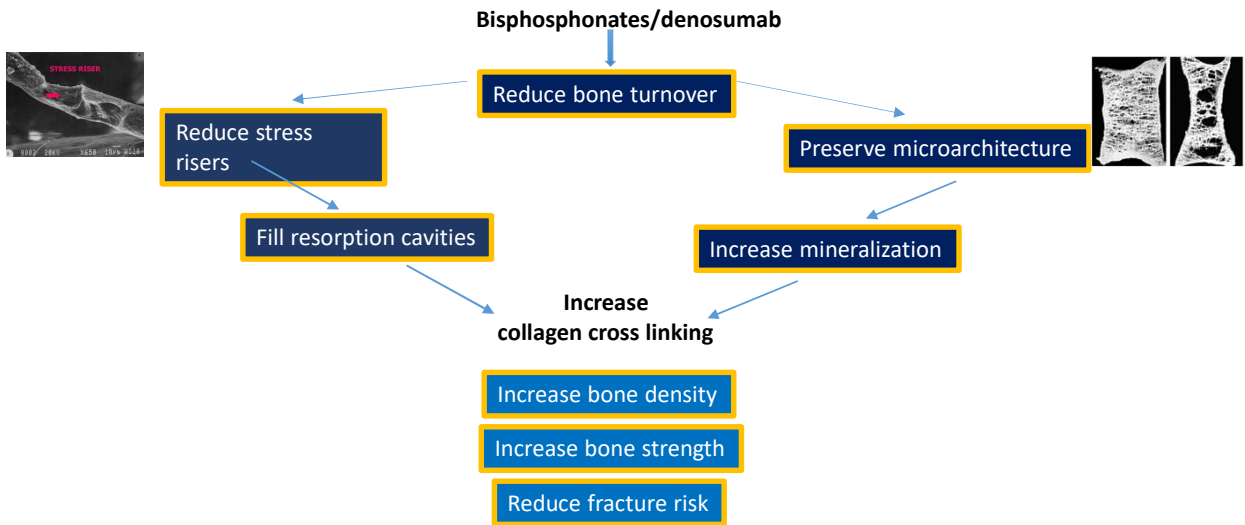 Bisphosphonates/denosumab
STRESS RISER
Reduce bone turnover
Reduce stress
risers
Preserve microarchitecture
Fill resorption cavities
Increase mineralization
Increase
collagen cross linking
Increase bone density
Increase bone strength
Reduce fracture risk